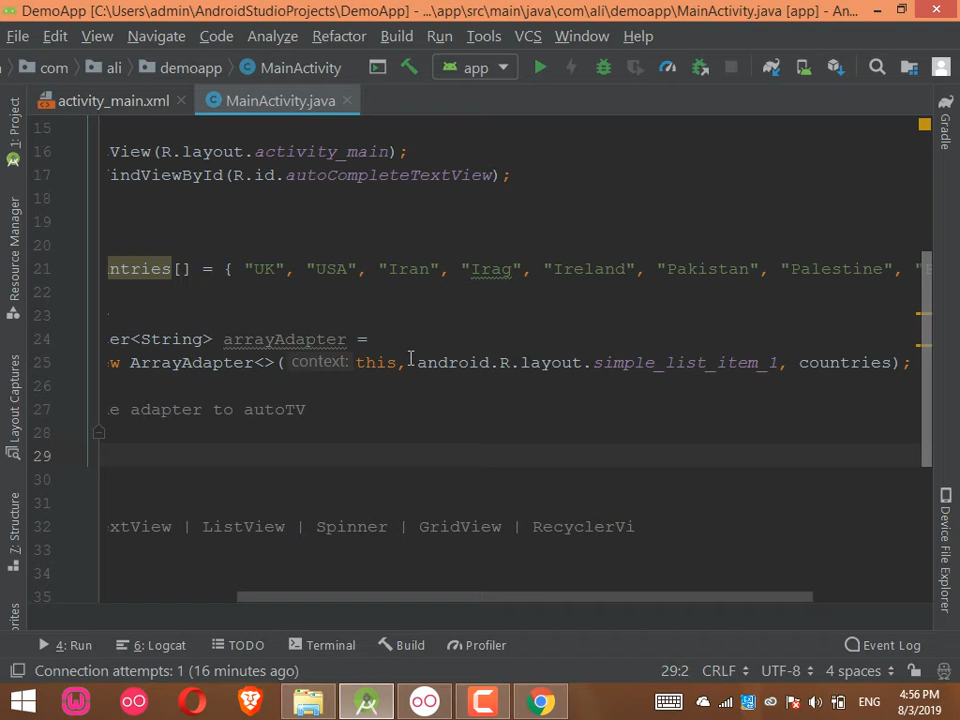 DemoApp [C:\Users\Hp\AndroidStudioProjects\DemoApp] - ...\app\src\main\java\com\ali\demoapp\MainActivity.java [app] - An...
File Edit View Navigate Code Analyze Refactor Build Run Tools VCS Window Help
com ali demoapp MainActivity app
activity_main.xml MainActivity.java
15
16 View(R.layout.activity_main);
17 indViewById(R.id.autoCompleteTextView);
18
19
20
21 ntries[] = { "UK", "USA", "Iran", "Iraq", "Ireland", "Pakistan", "Palestine",
22
23
24 er<String> arrayAdapter =
25 w ArrayAdapter<>( context: this, android.R.layout.simple_list_item_1, countries);
26
27 e adapter to autoTV
28
29
30
31
32 xtView | ListView | Spinner | GridView | RecyclerVi
33
34
35
1: Project
Resource Manager
Layout Captures
7: Structure
vorites
Gradle
Device File Explorer
4: Run 6: Logcat TODO Terminal Build Profiler Event Log
Connection attempts: 1 (16 minutes ago) 29:2 CRLF UTF-8 4 spaces
ENG 4:56 PM
8/3/2019